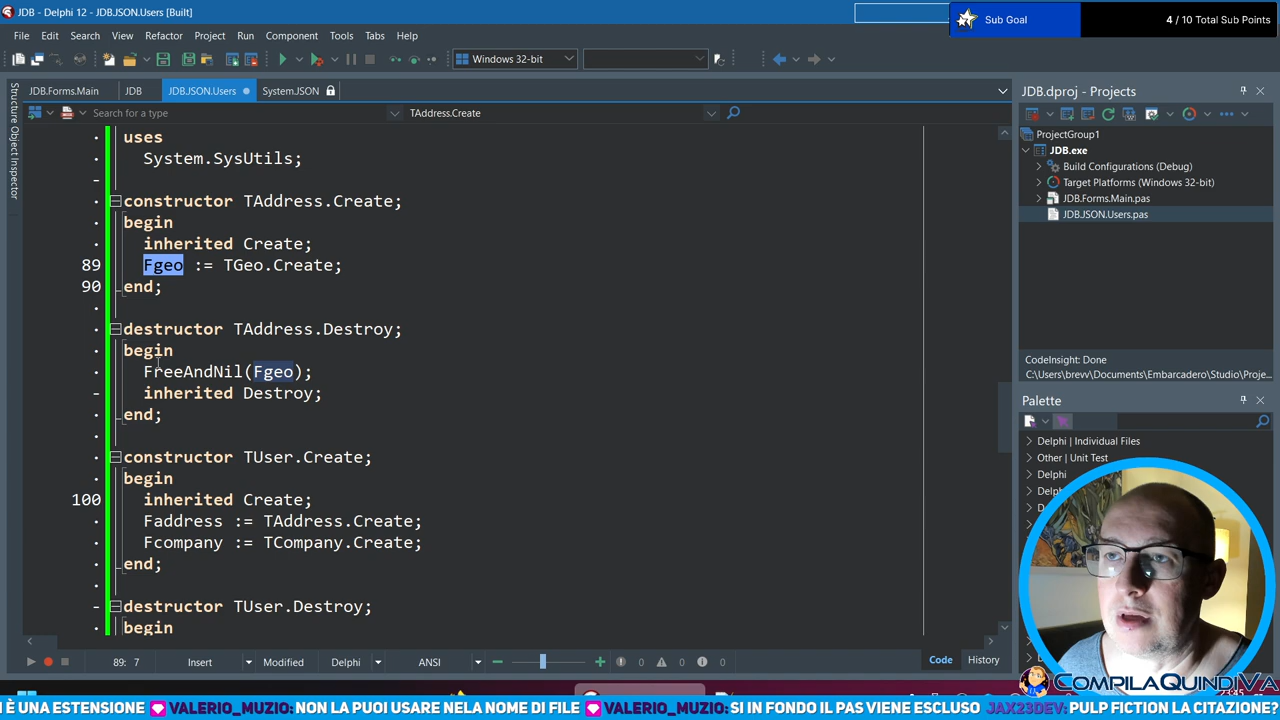 JDB - Delphi 12 - JDB.JSON.Users [Built]
Sub Goal
4 / 10 Total Sub Points
File Edit Search View Refactor Project Run Component Tools Tabs Help
Windows 32-bit
JDB.Forms.Main JDB JDB.JSON.Users System.JSON
Search for a type
TAddress.Create
Structure Object Inspector
uses
System.SysUtils;
constructor TAddress.Create;
begin
inherited Create;
89 Fgeo := TGeo.Create;
90 end;
destructor TAddress.Destroy;
begin
FreeAndNil(Fgeo);
inherited Destroy;
end;
constructor TUser.Create;
begin
100 inherited Create;
Faddress := TAddress.Create;
Fcompany := TCompany.Create;
end;
destructor TUser.Destroy;
begin
89: 7 Insert Modified Delphi ANSI 0 0 0 Code History
JDB.dproj - Projects
ProjectGroup1
JDB.exe
Build Configurations (Debug)
Target Platforms (Windows 32-bit)
JDB.Forms.Main.pas
JDB.JSON.Users.pas
CodeInsight: Done
C:\Users\brevv\Documents\Embarcadero\Studio\Proje...
Palette
Delphi | Individual Files
Other | Unit Test
Delphi
Delph
COMPILAQUINDIVA
23:45
È UNA ESTENSIONE VALERIO_MUZIO: NON LA PUOI USARE NELLA NOME DI FILE VALERIO_MUZIO: SI IN FONDO IL PAS VIENE ESCLUSO JAX23DEV: PULP FICTION LA CITAZIONE?